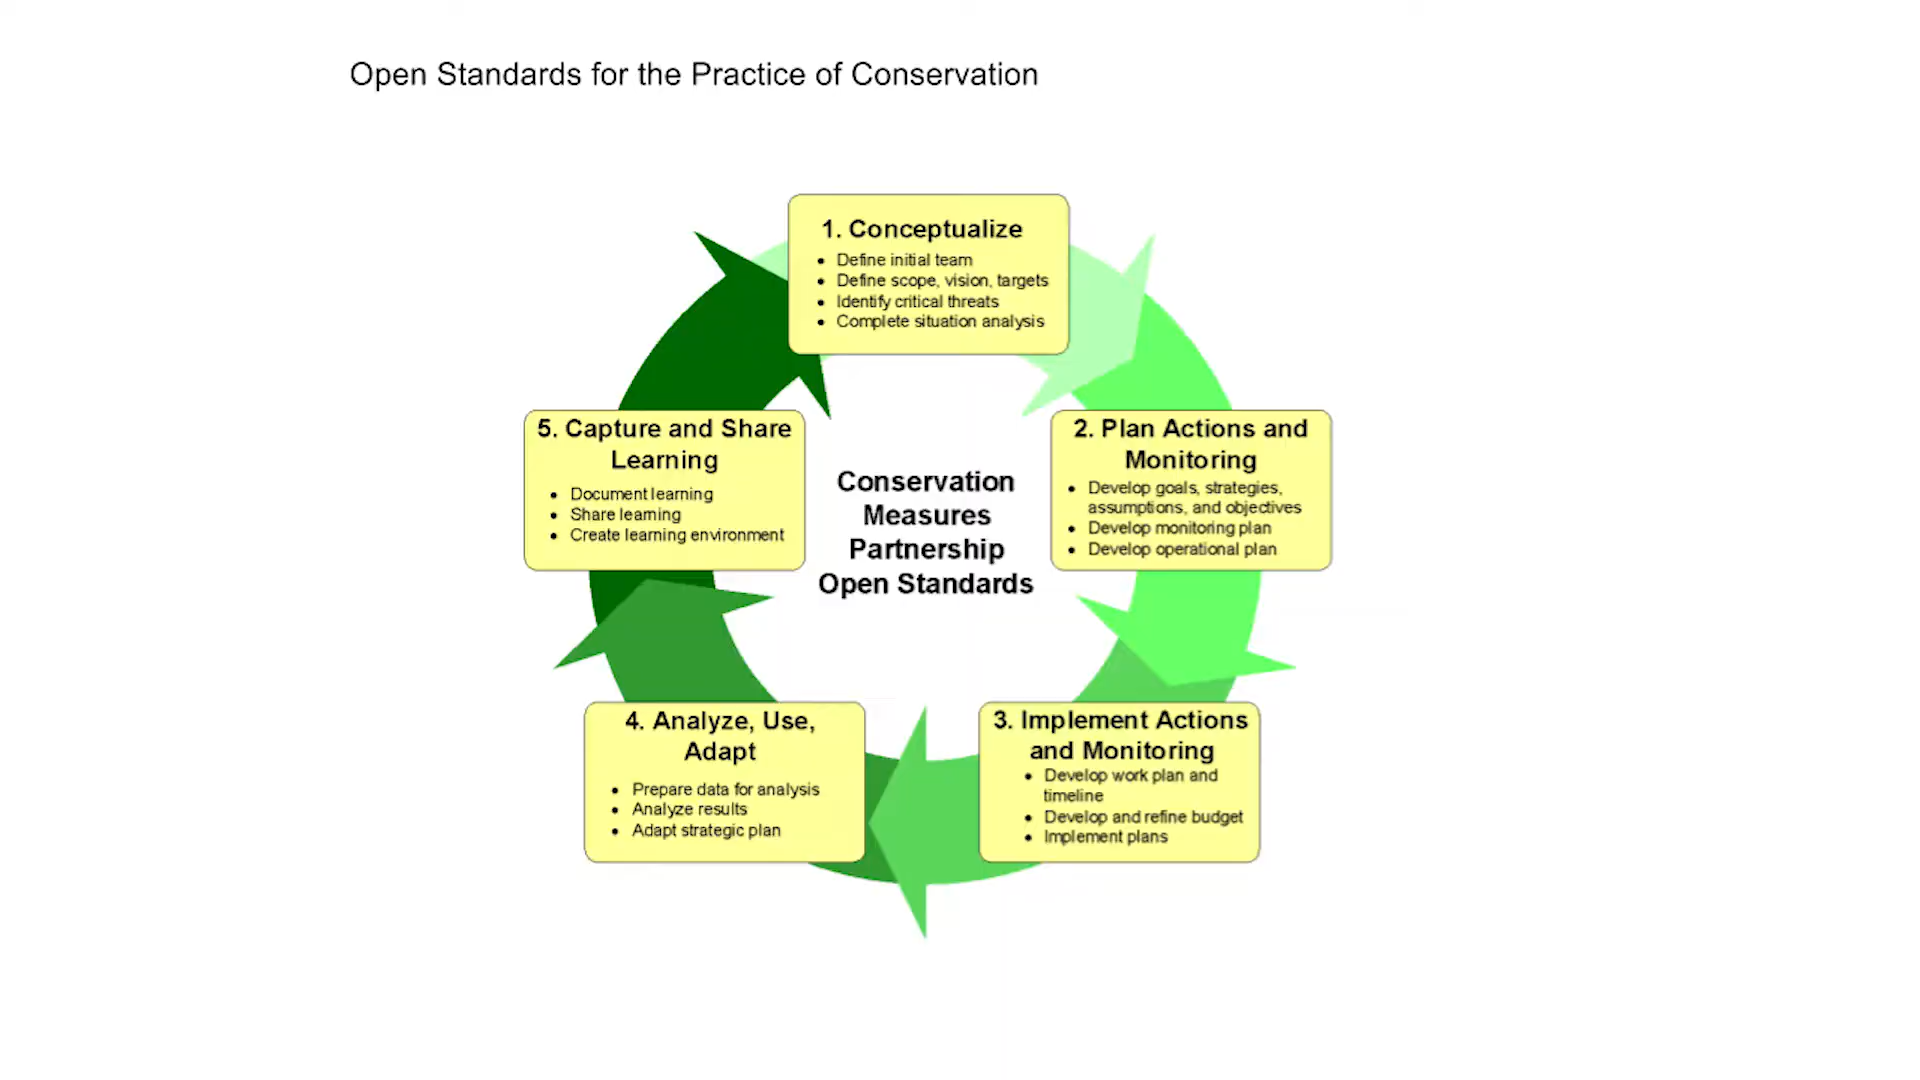 Open Standards for the Practice of Conservation
1. Conceptualize
• Define initial team
• Define scope, vision, targets
• Identify critical threats
• Complete situation analysis
2. Plan Actions and
Monitoring
• Develop goals, strategies,
assumptions, and objectives
• Develop monitoring plan
• Develop operational plan
3. Implement Actions
and Monitoring
• Develop work plan and
timeline
• Develop and refine budget
• Implement plans
4. Analyze, Use,
Adapt
• Prepare data for analysis
• Analyze results
• Adapt strategic plan
5. Capture and Share
Learning
• Document learning
• Share learning
• Create learning environment
Conservation
Measures
Partnership
Open Standards